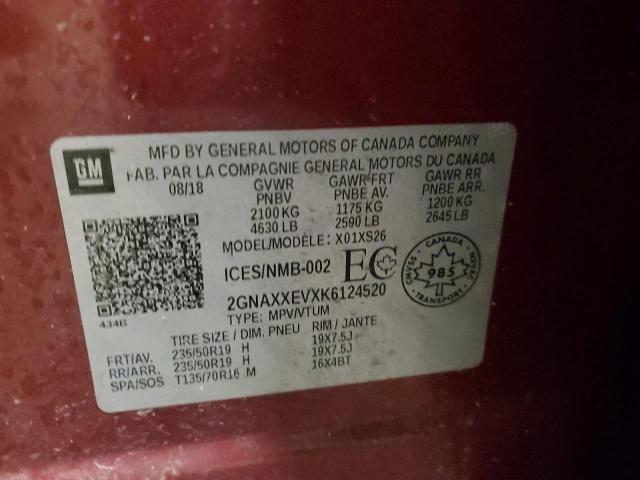 GM
MFD BY GENERAL MOTORS OF CANADA COMPANY
FAB. PAR LA COMPAGNIE GENERAL MOTORS DU CANADA
08/18 GVWR GAWR FRT GAWR RR
PNBV PNBE AV. PNBE ARR.
2100 KG 1175 KG 1200 KG
4630 LB 2590 LB 2645 LB
MODEL/MODÈLE: X01XS26
ICES/NMB-002 EC
CANADA
985
TRANSPORT
CMVSS NSVAC
2GNAXXEVXK6124520
TYPE: MPV/VTUM
434B
TIRE SIZE / DIM. PNEU RIM / JANTE
FRT/AV. 235/50R19 H 19X7.5J
RR/ARR. 235/50R19 H 19X7.5J
SPA/SOS T135/70R16 M 16X4BT